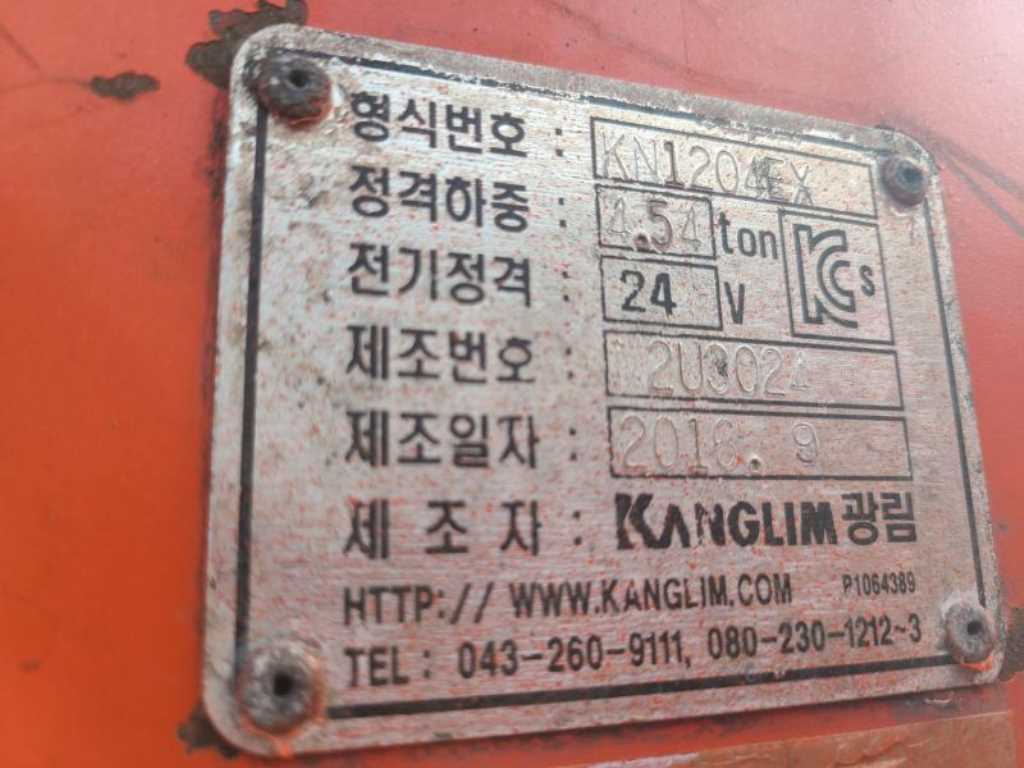 형식번호 : KN1204EX
정격하중 : 4.54 ton
전기정격 : 24 V
KCs
제조번호 : 2U3024
제조일자 : 2018. 9
제 조 자 : KANGLIM 광림
HTTP:// WWW.KANGLIM.COM P1064389
TEL : 043-260-9111, 080-230-1212~3